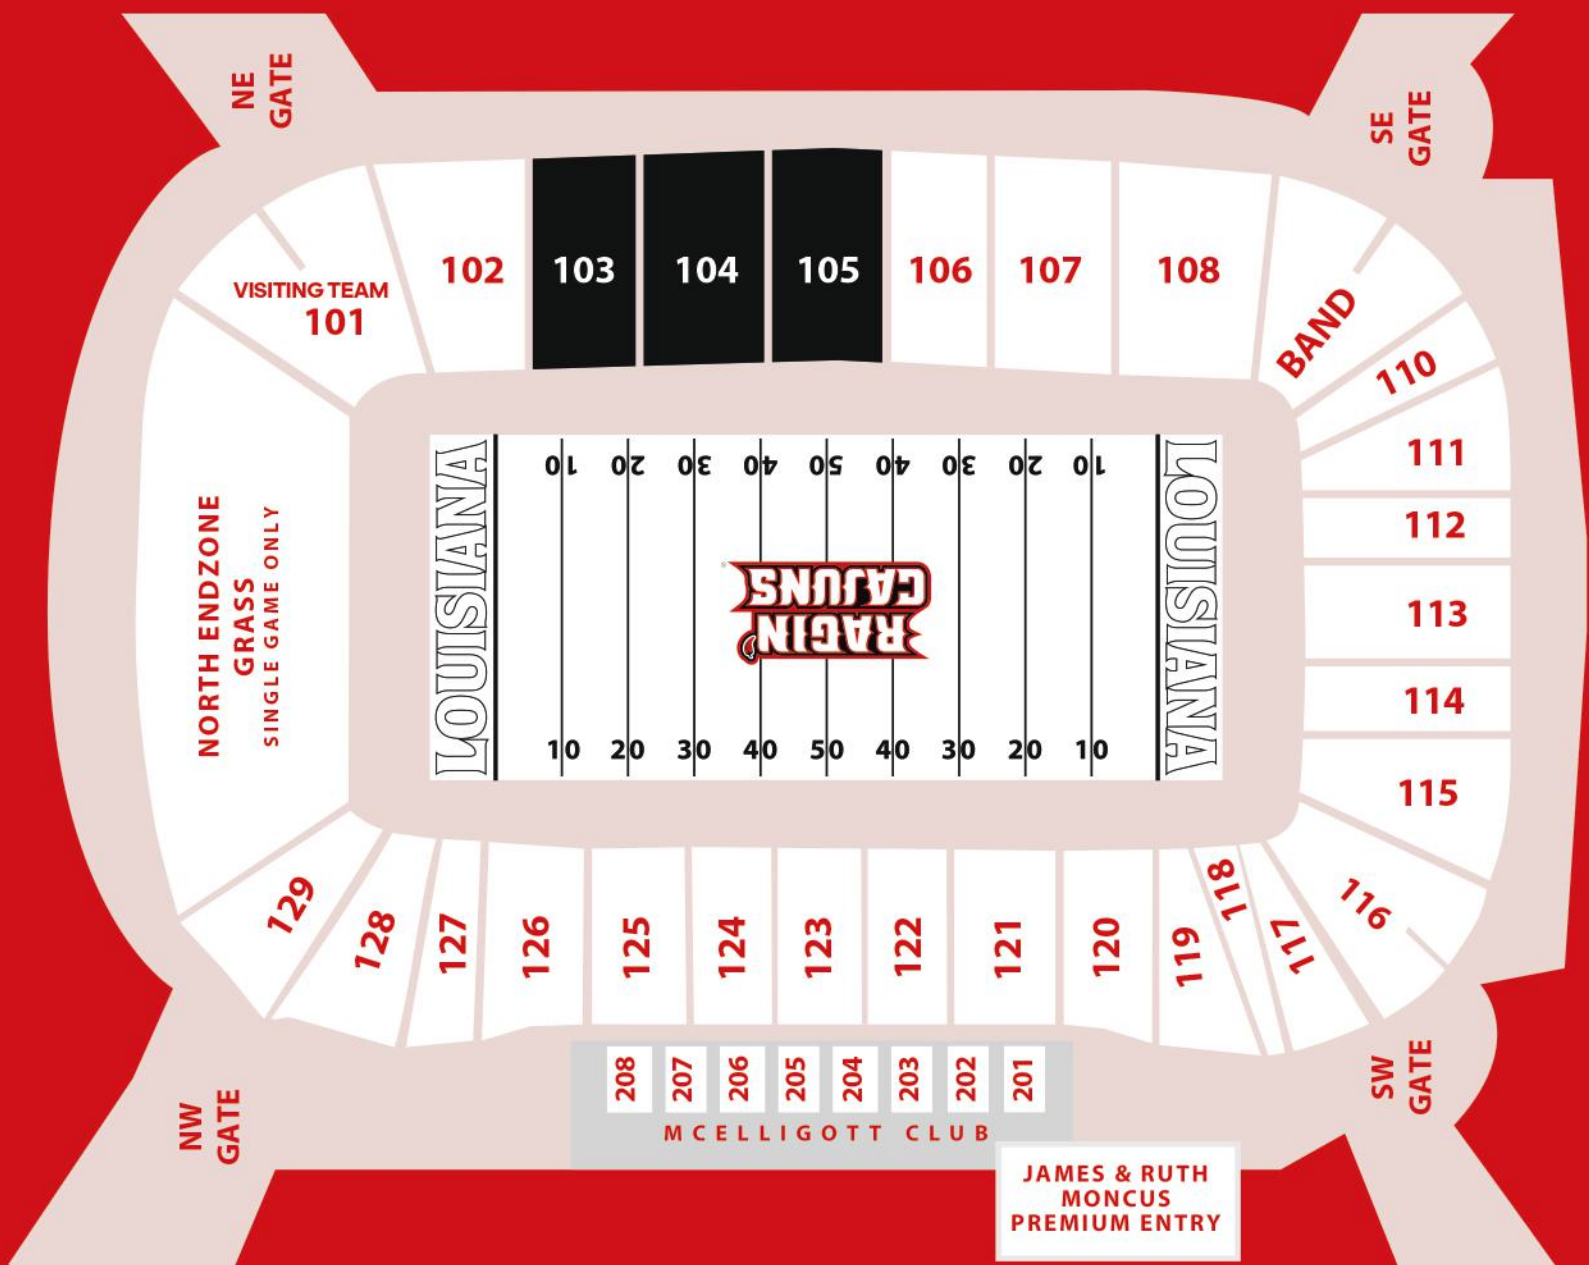 NE
GATE
SE
GATE
VISITING TEAM
101
102
103
104
105
106
107
108
BAND
110
111
112
113
114
115
116
117
118
119
120
121
122
123
124
125
126
127
128
129
NORTH ENDZONE
GRASS
SINGLE GAME ONLY
LOUISIANA
10 20 30 40 50 40 30 20 10
RAGIN
CAJUNS
10 20 30 40 50 40 30 20 10
LOUISIANA
208
207
206
205
204
203
202
201
MCELLIGOTT CLUB
NW
GATE
SW
GATE
JAMES & RUTH
MONCUS
PREMIUM ENTRY